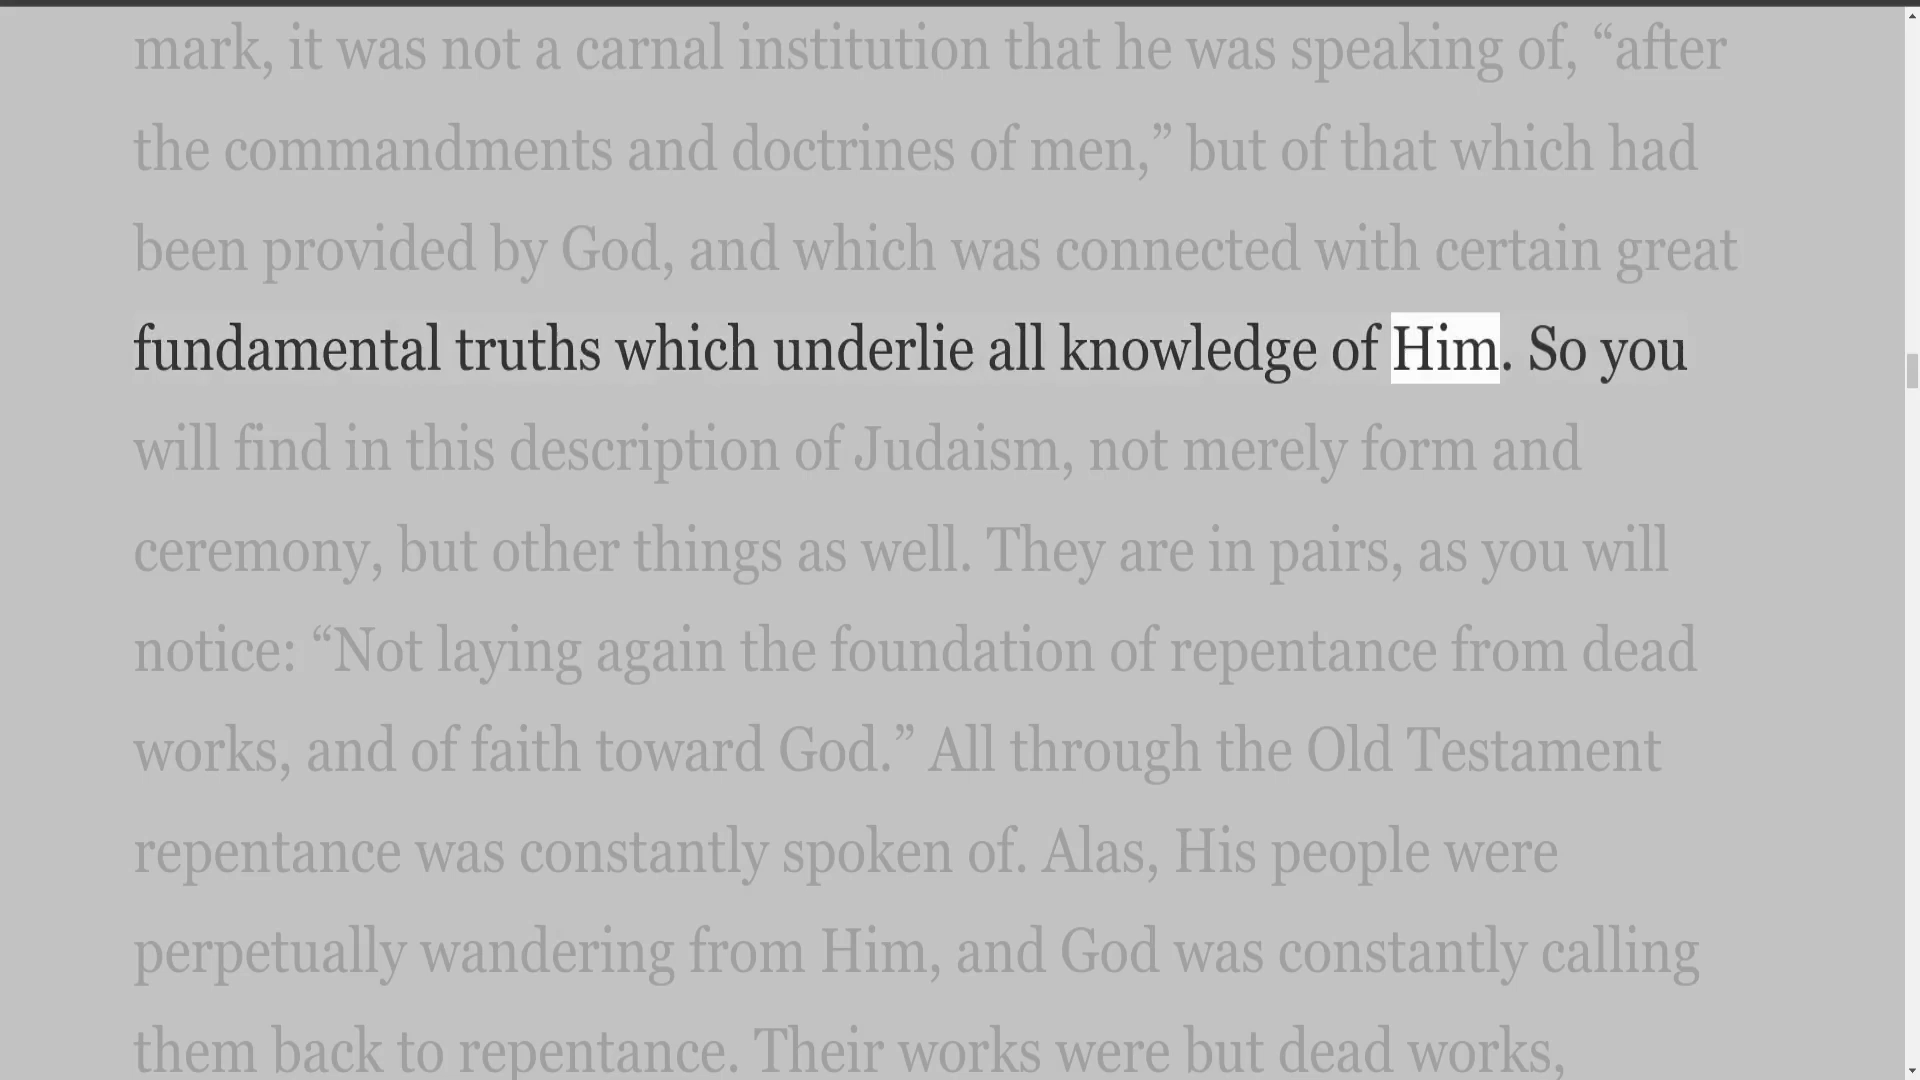 mark, it was not a carnal institution that he was speaking of, “after
the commandments and doctrines of men,” but of that which had
been provided by God, and which was connected with certain great
fundamental truths which underlie all knowledge of Him. So you
will find in this description of Judaism, not merely form and
ceremony, but other things as well. They are in pairs, as you will
notice: “Not laying again the foundation of repentance from dead
works, and of faith toward God.” All through the Old Testament
repentance was constantly spoken of. Alas, His people were
perpetually wandering from Him, and God was constantly calling
them back to repentance. Their works were but dead works,